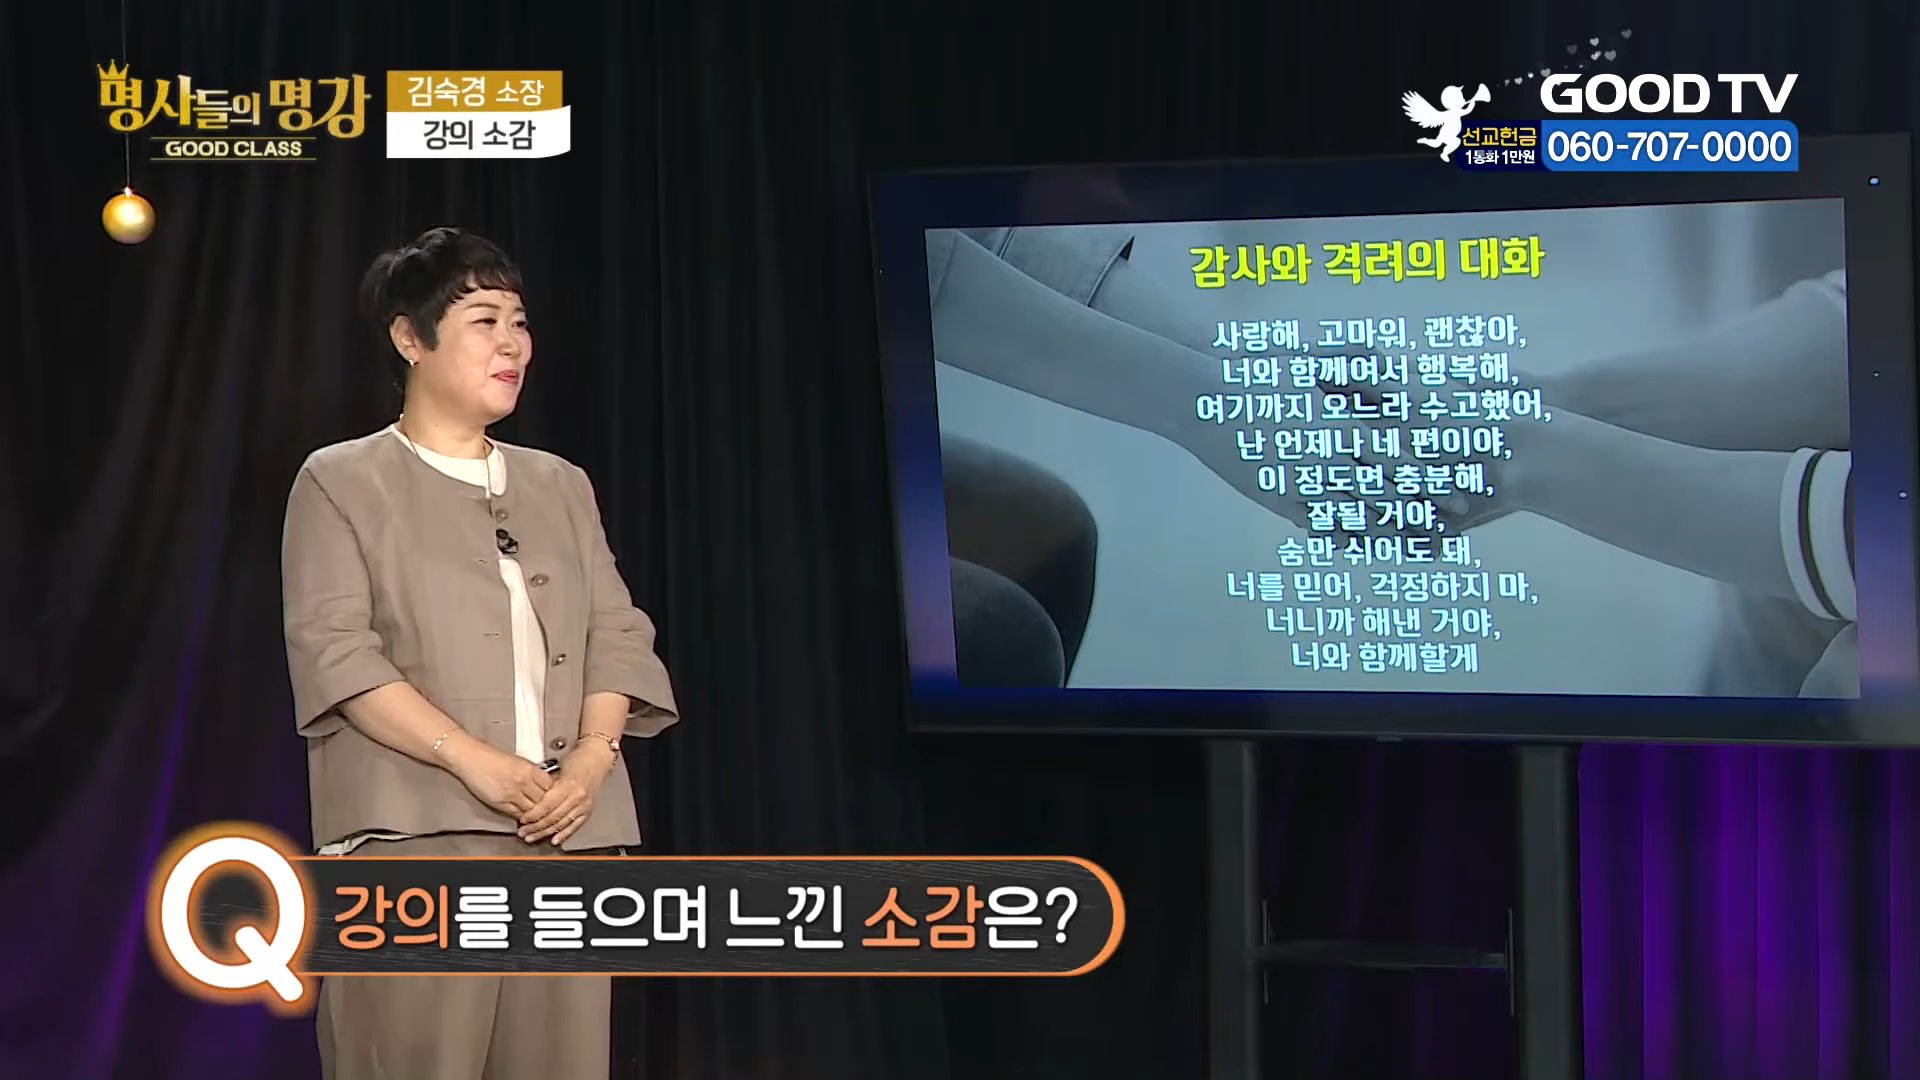 명사들의 명강
GOOD CLASS
김숙경 소장
강의 소감
GOOD TV
선교헌금
1통화 1만원
060-707-0000
감사와 격려의 대화
사랑해, 고마워, 괜찮아,
너와 함께여서 행복해,
여기까지 오느라 수고했어,
난 언제나 네 편이야,
이 정도면 충분해,
잘될 거야,
숨만 쉬어도 돼,
너를 믿어, 걱정하지 마,
너니까 해낸 거야,
너와 함께할게
Q 강의를 들으며 느낀 소감은?